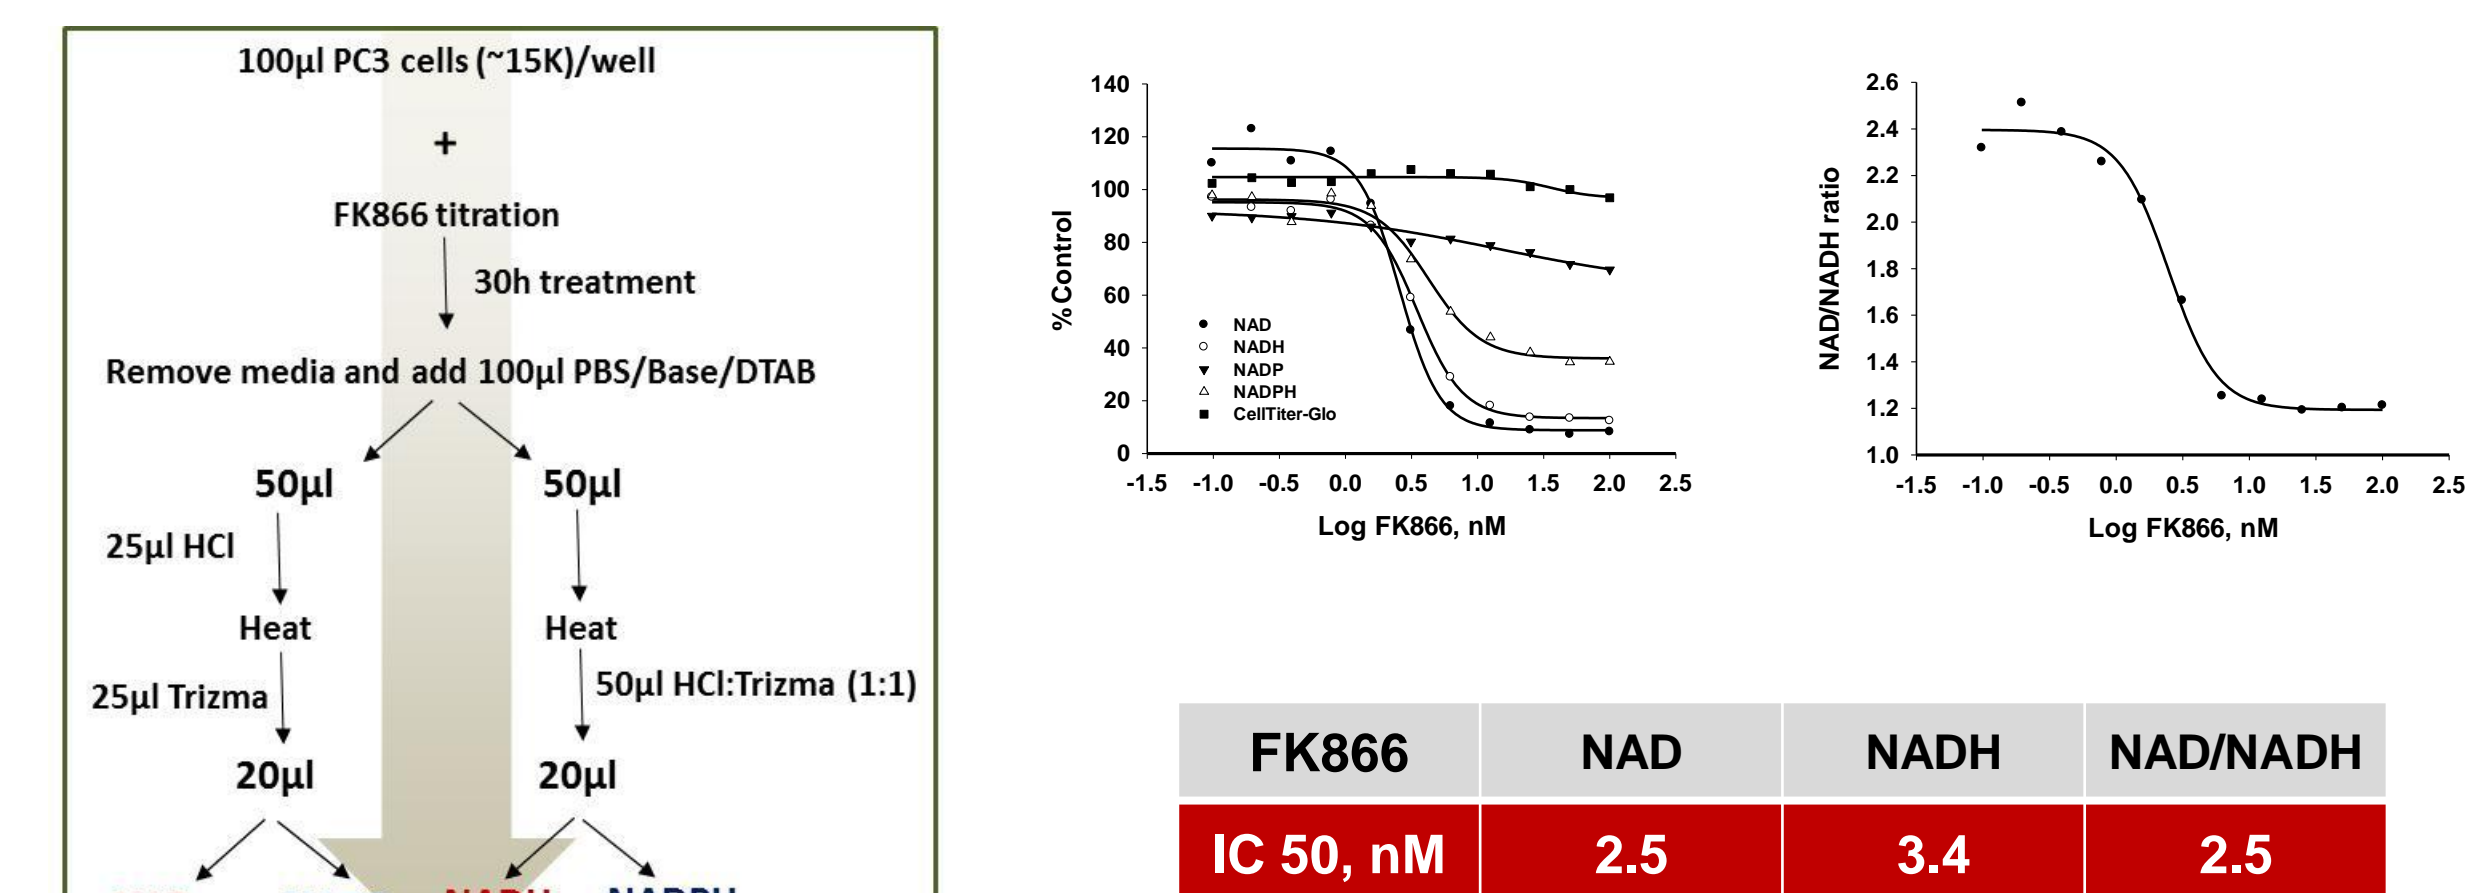 100µl PC3 cells (~15K)/well
+
FK866 titration
30h treatment
Remove media and add 100µl PBS/Base/DTAB
50µl 50µl
25µl HCl
Heat Heat
25µl Trizma 50µl HCl:Trizma (1:1)
20µl 20µl
NADH NADPH
140
120
100
80
60
40
20
0
% Control
NAD
NADH
NADP
NADPH
CellTiter-Glo
-1.5 -1.0 -0.5 0.0 0.5 1.0 1.5 2.0 2.5
Log FK866, nM
2.6
2.4
2.2
2.0
1.8
1.6
1.4
1.2
1.0
NAD/NADH ratio
-1.5 -1.0 -0.5 0.0 0.5 1.0 1.5 2.0 2.5
Log FK866, nM
FK866 NAD NADH NAD/NADH
IC 50, nM 2.5 3.4 2.5